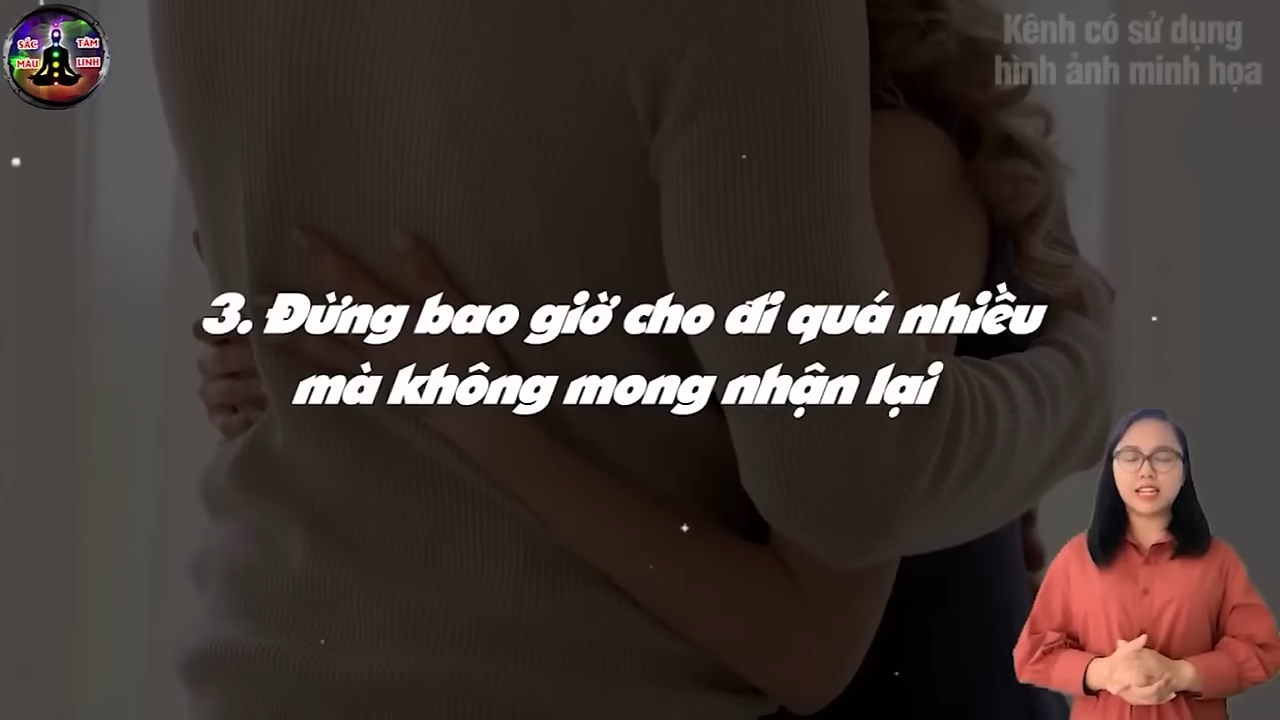 SẮC TÂM
MÀU LINH
Kênh có sử dụng
hình ảnh minh họa
3. Đừng bao giờ cho đi quá nhiều
mà không mong nhận lại